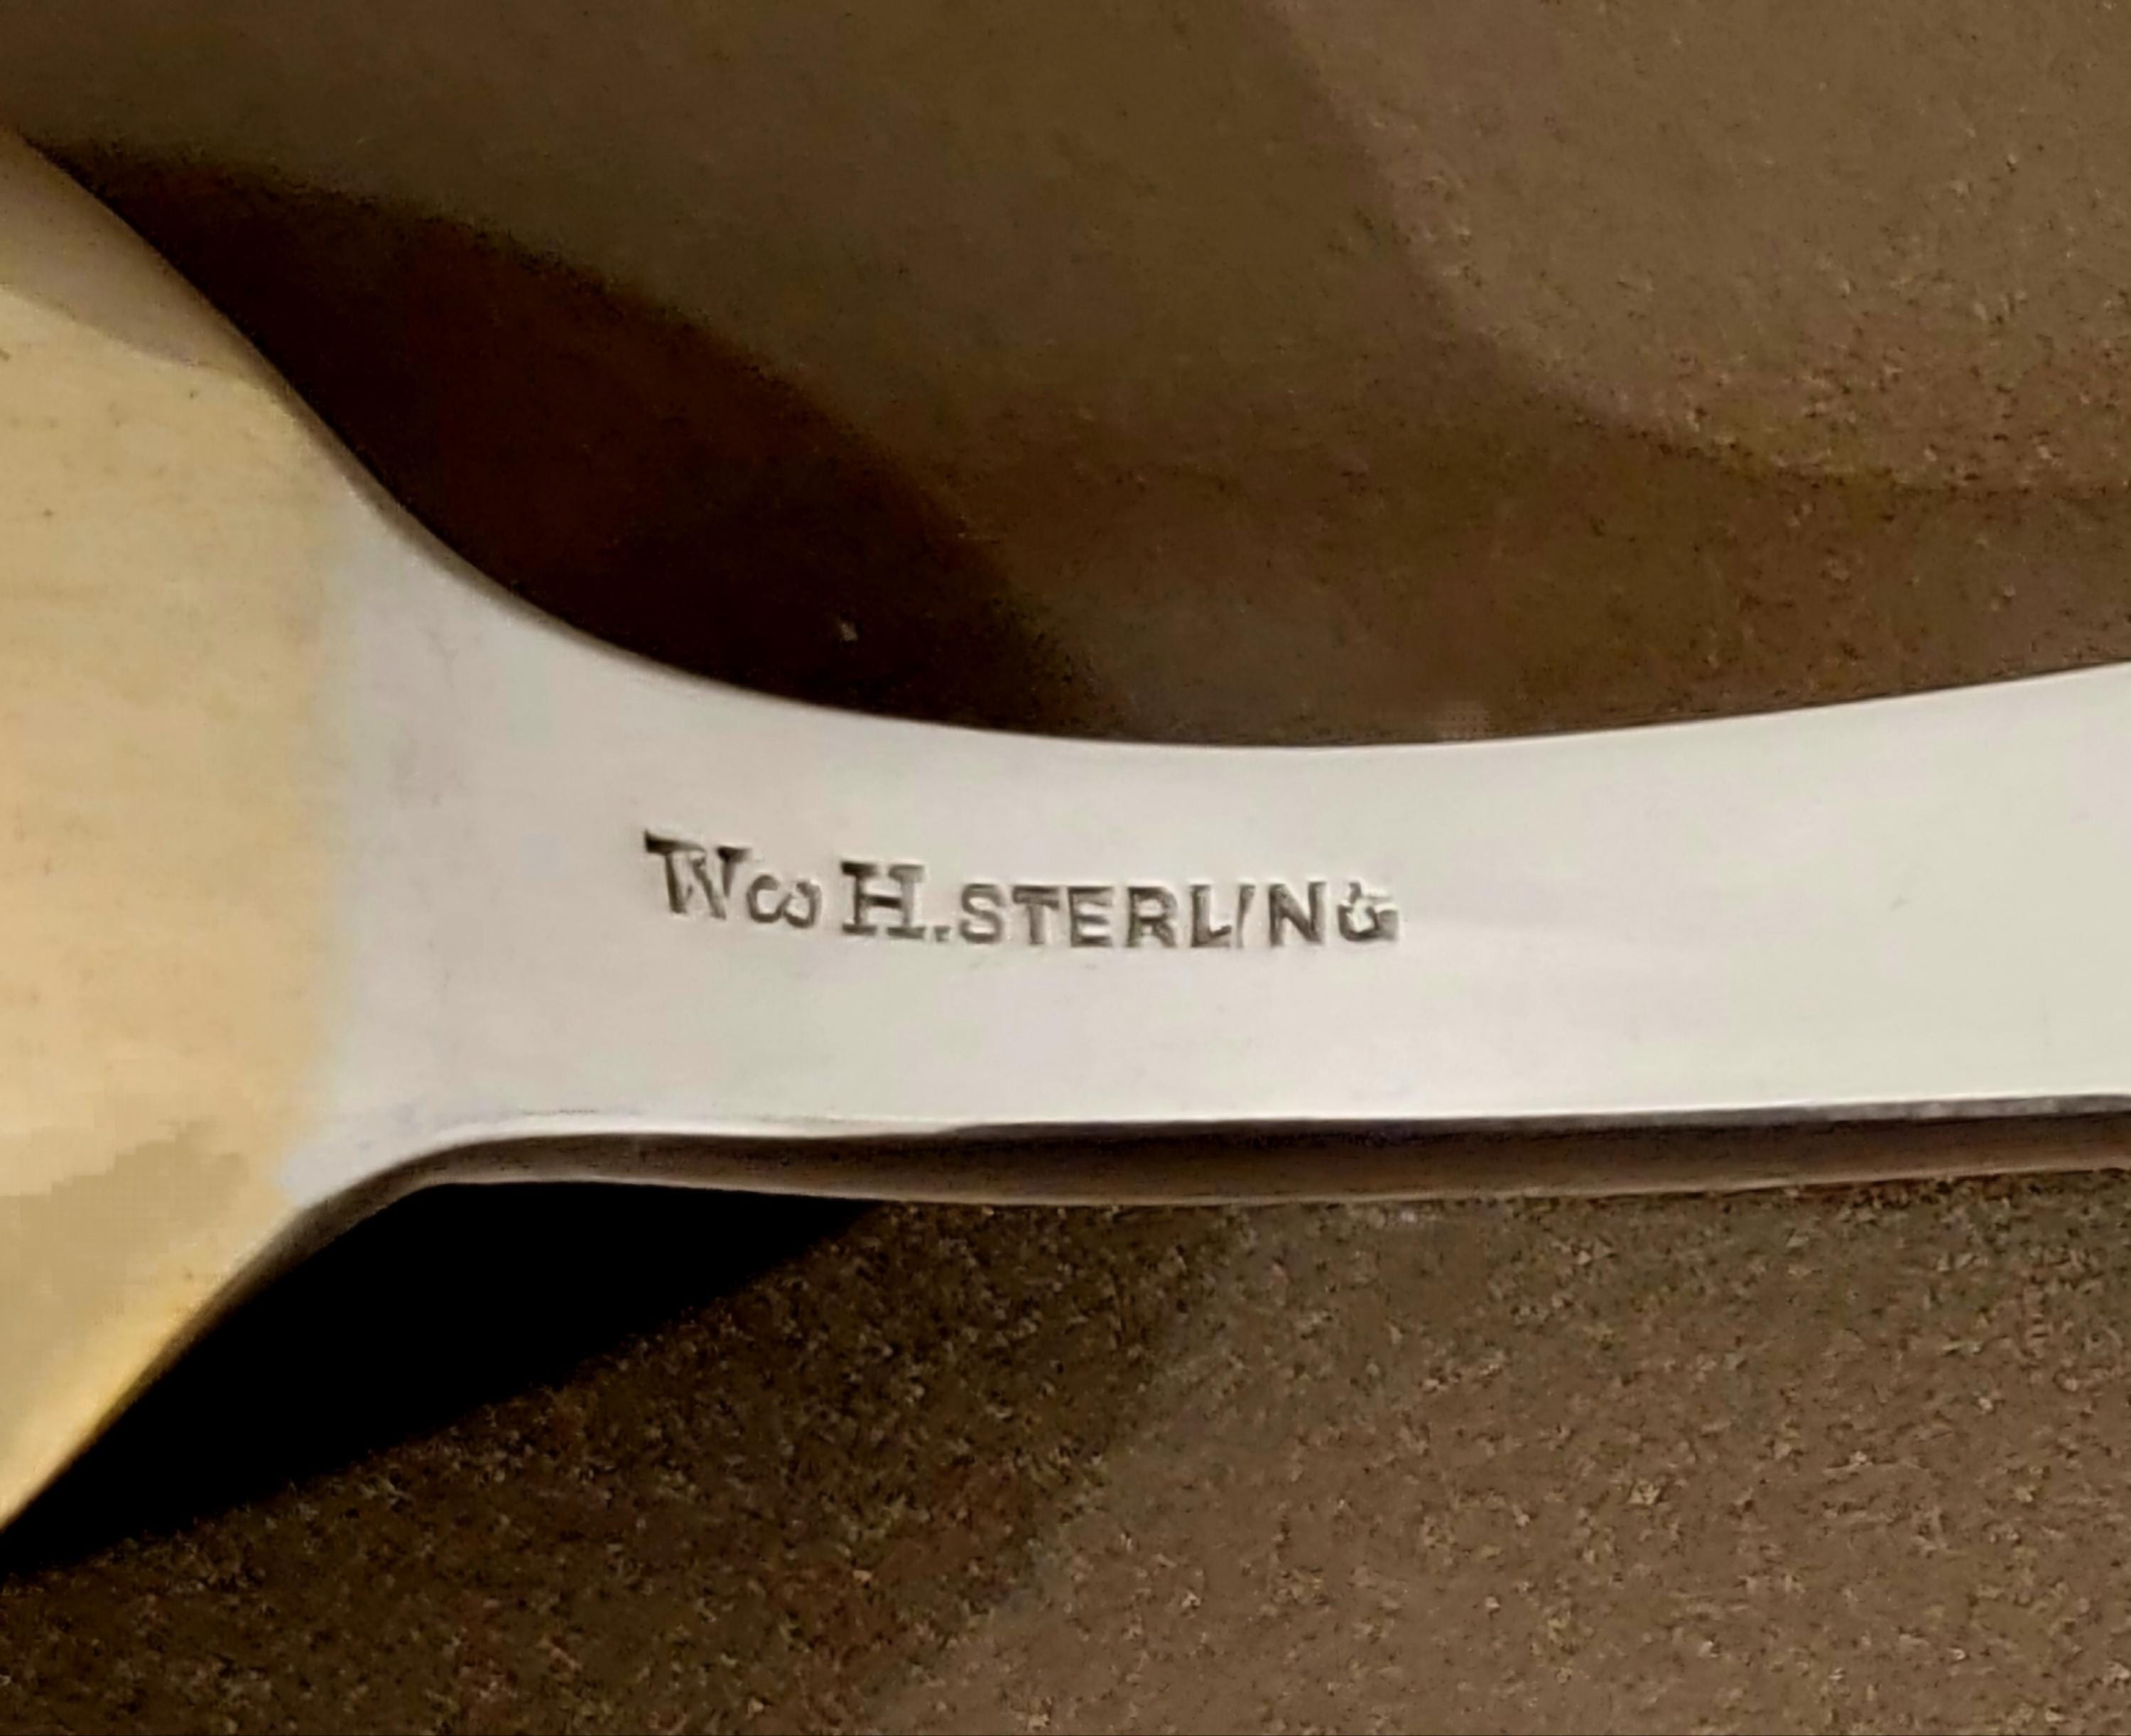 W & H. STERLING